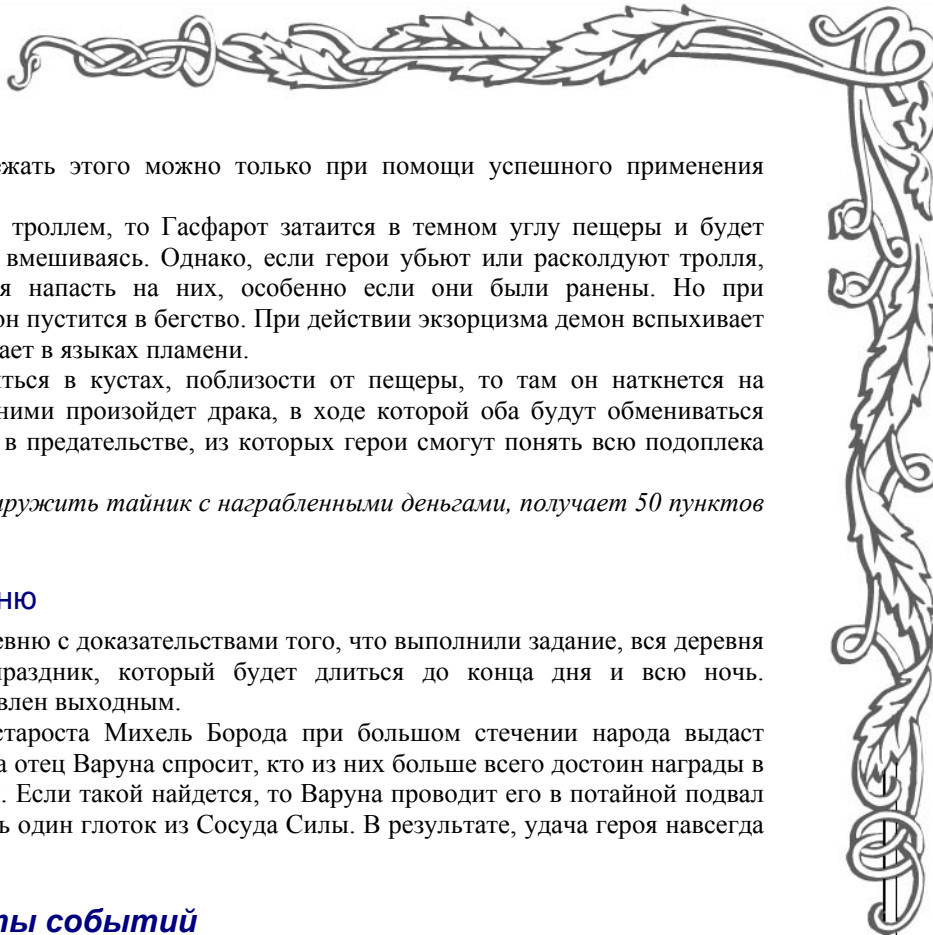 ежать этого можно только при помощи успешного применения
троллем, то Гасфарот затаится в темном углу пещеры и будет
вмешиваясь. Однако, если герои убьют или расколдуют тролля,
я напасть на них, особенно если они были ранены. Но при
он пустится в бегство. При действии экзорцизма демон вспыхивает
ает в языках пламени.
иться в кустах, поблизости от пещеры, то там он наткнется на
ними произойдет драка, в ходе которой оба будут обмениваться
в предательстве, из которых герои смогут понять всю подоплека
аружить тайник с награбленными деньгами, получает 50 пунктов
ню
евню с доказательствами того, что выполнили задание, вся деревня
праздник, который будет длиться до конца дня и всю ночь.
влен выходным.
староста Михель Борода при большом стечении народа выдаст
а отец Варуна спросит, кто из них больше всего достоин награды в
. Если такой найдется, то Варуна проводит его в потайной подвал
ь один глоток из Сосуда Силы. В результате, удача героя навсегда
ты событий